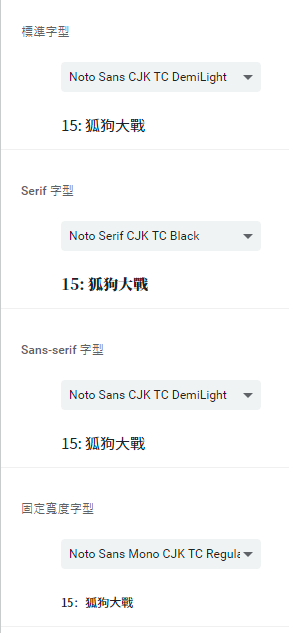 標準字型
Noto Sans CJK TC DemiLight
15: 狐狗大戰
Serif 字型
Noto Serif CJK TC Black
15: 狐狗大戰
Sans-serif 字型
Noto Sans CJK TC DemiLight
15: 狐狗大戰
固定寬度字型
Noto Sans Mono CJK TC Regula
15: 狐狗大戰